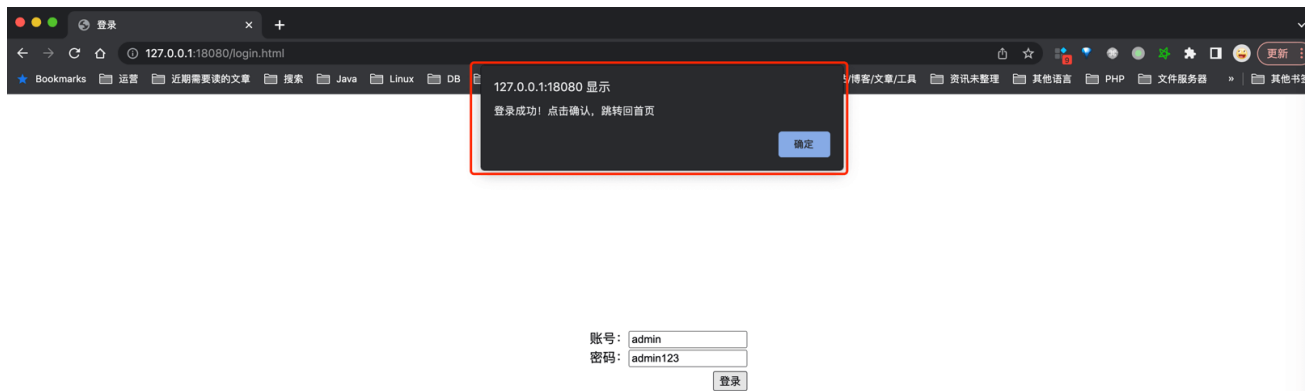 登录
127.0.0.1:18080/login.html
更新
Bookmarks 运营 近期需要读的文章 搜索 Java Linux DB /博客/文章/工具 资讯未整理 其他语言 PHP 文件服务器 » 其他书签
127.0.0.1:18080 显示
登录成功！点击确认，跳转回首页
确定
账号： admin
密码： admin123
登录